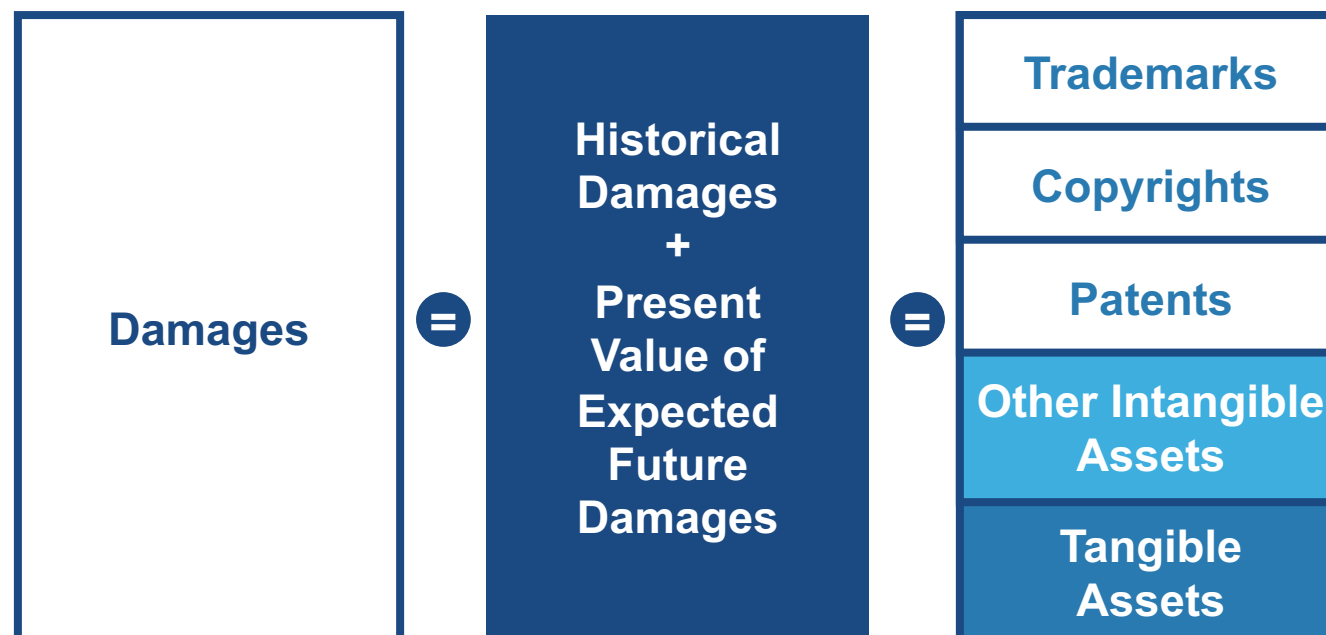 Damages
=
Historical
Damages
+
Present
Value of
Expected
Future
Damages
=
Trademarks
Copyrights
Patents
Other Intangible
Assets
Tangible
Assets